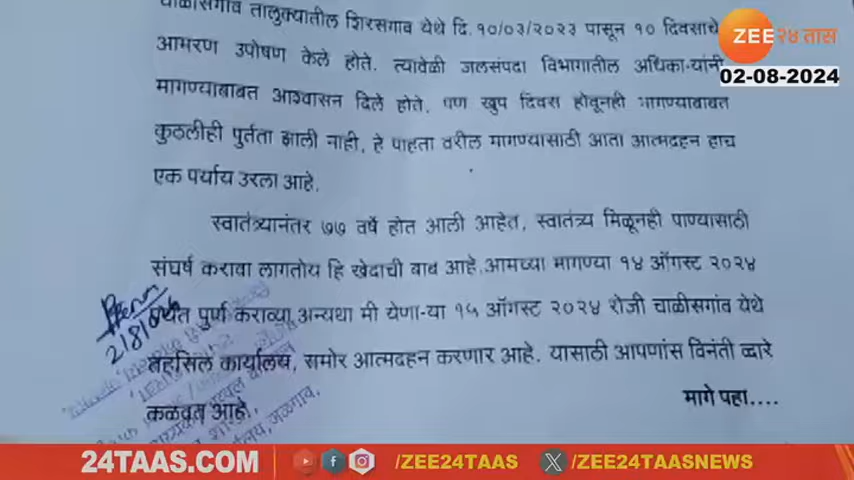 चाळीसगाव तालुक्यातील शिरसगाव येथे दि. १०/०३/२०२३ पासून १० दिवसाचे
ZEE २४ तास
आमरण उपोषण केले होते. त्यावेळी जलसंपदा विभागातील अधिका-यांनी
02-08-2024
मागण्याबाबत आश्वासन दिले होते. पण खुप दिवस होवूनही मागण्याबाबत
कुठलीही पुर्तता झाली नाही, हे पाहता वरील मागण्यासाठी आता आत्मदहन हाच
एक पर्याय उरला आहे.
स्वातंत्र्यानंतर ७७ वर्षे होत आली आहेत, स्वातंत्र्य मिळूनही पाण्यासाठी
संघर्ष करावा लागतोय हि खेदाची बाब आहे.आमच्या मागण्या १४ ऑगस्ट २०२४
पर्यंत पुर्ण कराव्या. अन्यथा मी येणा-या १५ ऑगस्ट २०२४ रोजी चाळीसगांव येथे
2/8/024
तहसिल कार्यालय, समोर आत्मदहन करणार आहे. यासाठी आपणांस विनंती व्दारे
कळवत आहे.
मागे पहा....
24TAAS.COM /ZEE24TAAS /ZEE24TAASNEWS